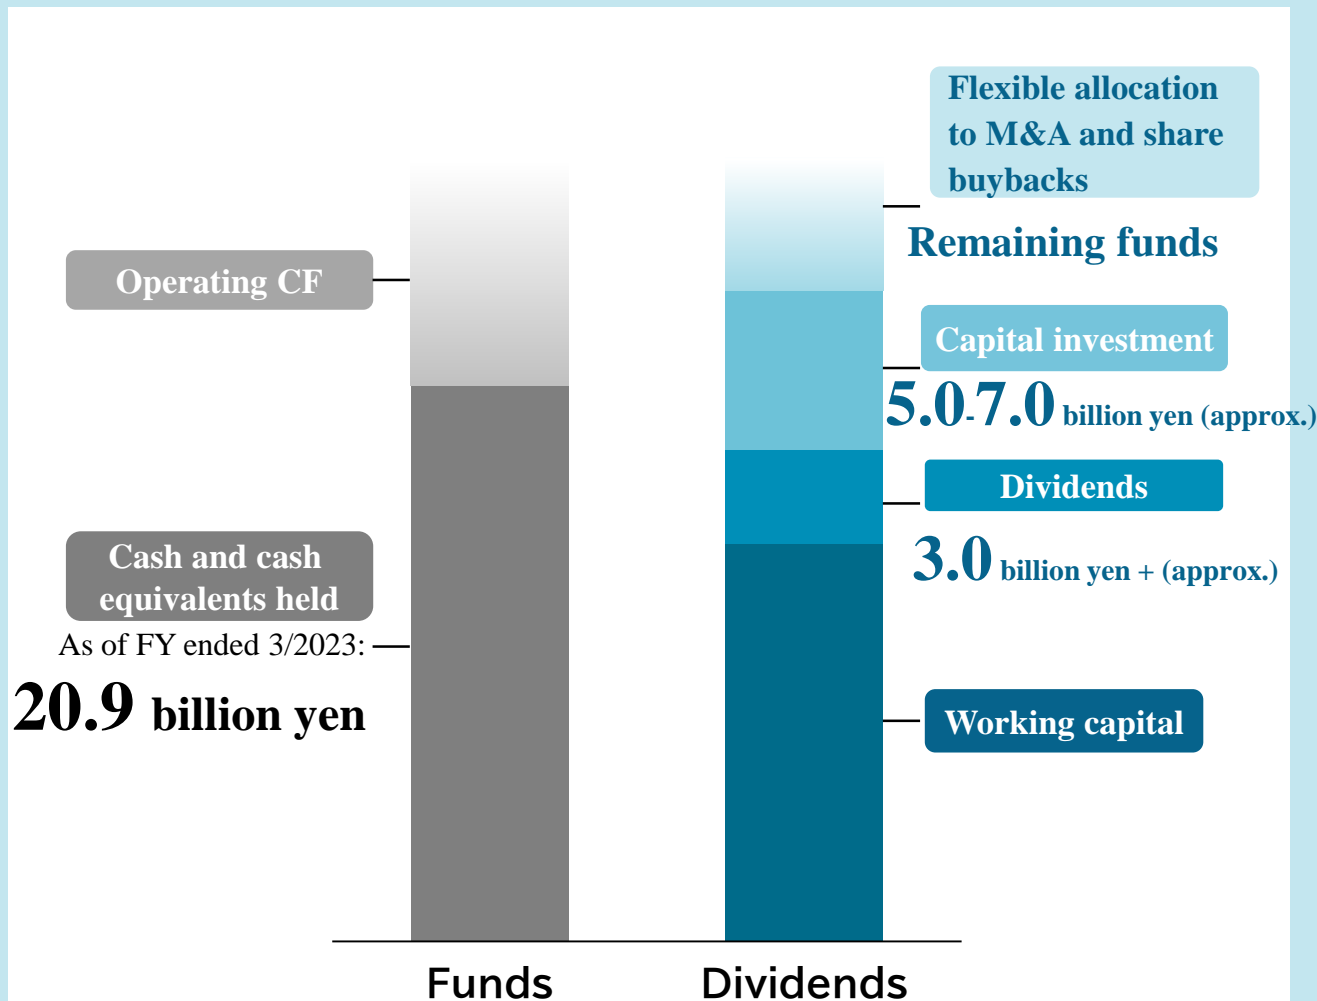 Operating CF
Cash and cash
equivalents held
As of FY ended 3/2023:
20.9 billion yen
Flexible allocation
to M&A and share
buybacks
Remaining funds
Capital investment
5.0-7.0 billion yen (approx.)
Dividends
3.0 billion yen + (approx.)
Working capital
Funds
Dividends